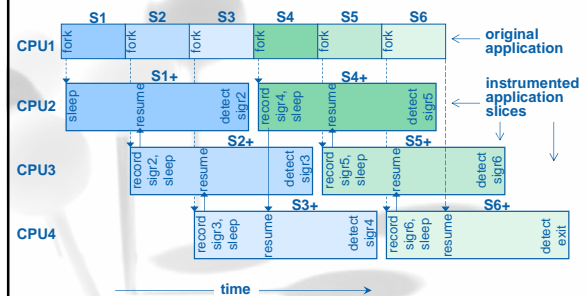 S1 S2 S3 S4 S5 S6
CPU1 fork fork fork fork fork fork
original
application
S1+ S4+
CPU2 sleep resume detect sigr2 record sigr4, sleep resume detect sigr5
instrumented
application
slices
S2+ S5+
CPU3 record sigr2, sleep resume detect sigr3 record sigr5, sleep resume detect sigr6
S3+ S6+
CPU4 record sigr3, sleep resume detect sigr4 record sigr6, sleep resume detect exit
time